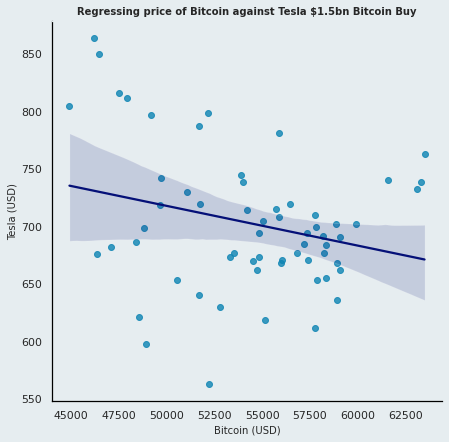 Regressing price of Bitcoin against Tesla $1.5bn Bitcoin Buy
850
800
750
700
650
600
550
Tesla (USD)
45000 47500 50000 52500 55000 57500 60000 62500
Bitcoin (USD)